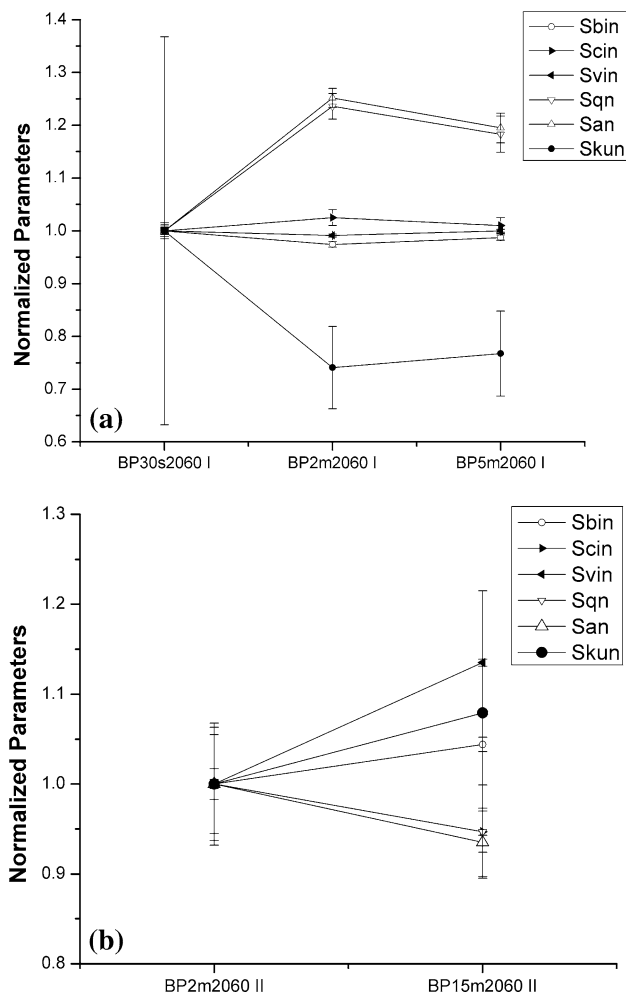 1.4
1.3
1.2
1.1
1.0
0.9
0.8
0.7
0.6
Normalized Parameters
Sbin
Scin
Svin
Sqn
San
Skun
(a)
BP30s2060 I
BP2m2060 I
BP5m2060 I
1.3
1.2
1.1
1.0
0.9
0.8
Normalized Parameters
Sbin
Scin
Svin
Sqn
San
Skun
(b)
BP2m2060 II
BP15m2060 II